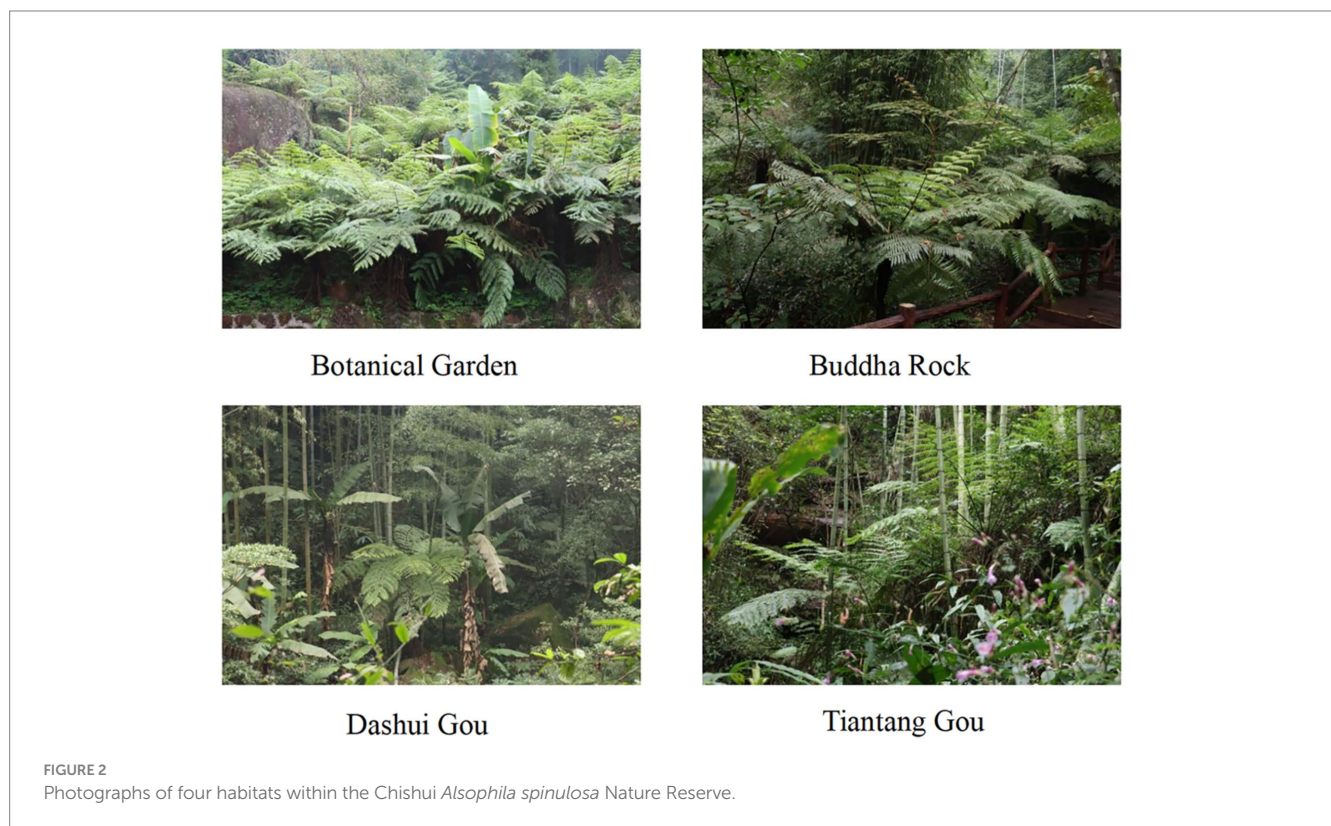 Botanical Garden
Buddha Rock
Dashui Gou
Tiantang Gou
FIGURE 2
Photographs of four habitats within the Chishui Alsophila spinulosa Nature Reserve.